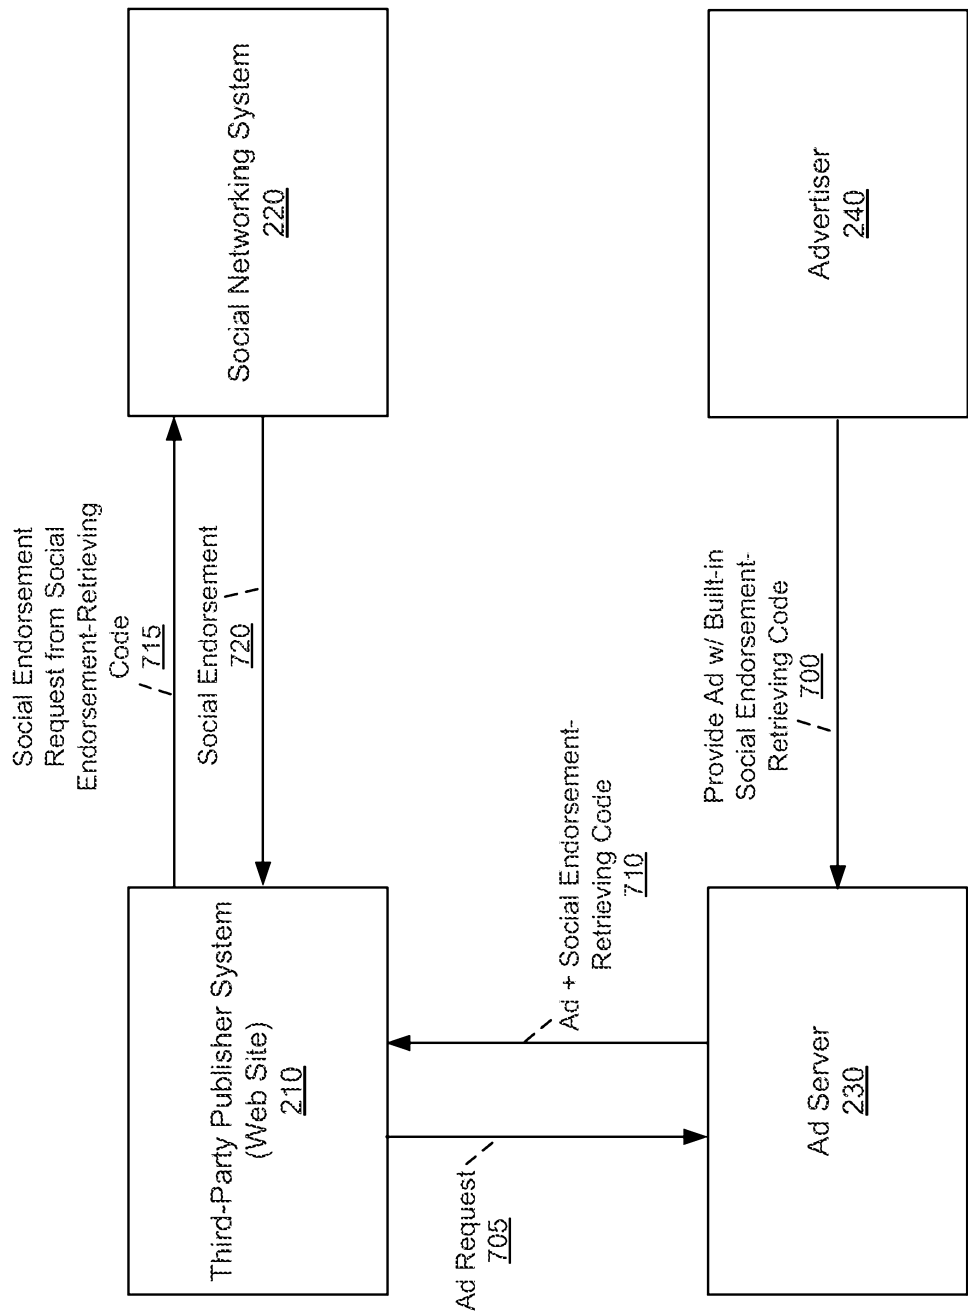 Social Endorsement
Request from Social
Endorsement-Retrieving
Code
715
Third-Party Publisher System
(Web Site)
210
Social Endorsement
720
Social Networking System
220
Ad Request
705
Ad + Social Endorsement-
Retrieving Code
710
Provide Ad w/ Built-in
Social Endorsement-
Retrieving Code
700
Ad Server
230
Advertiser
240